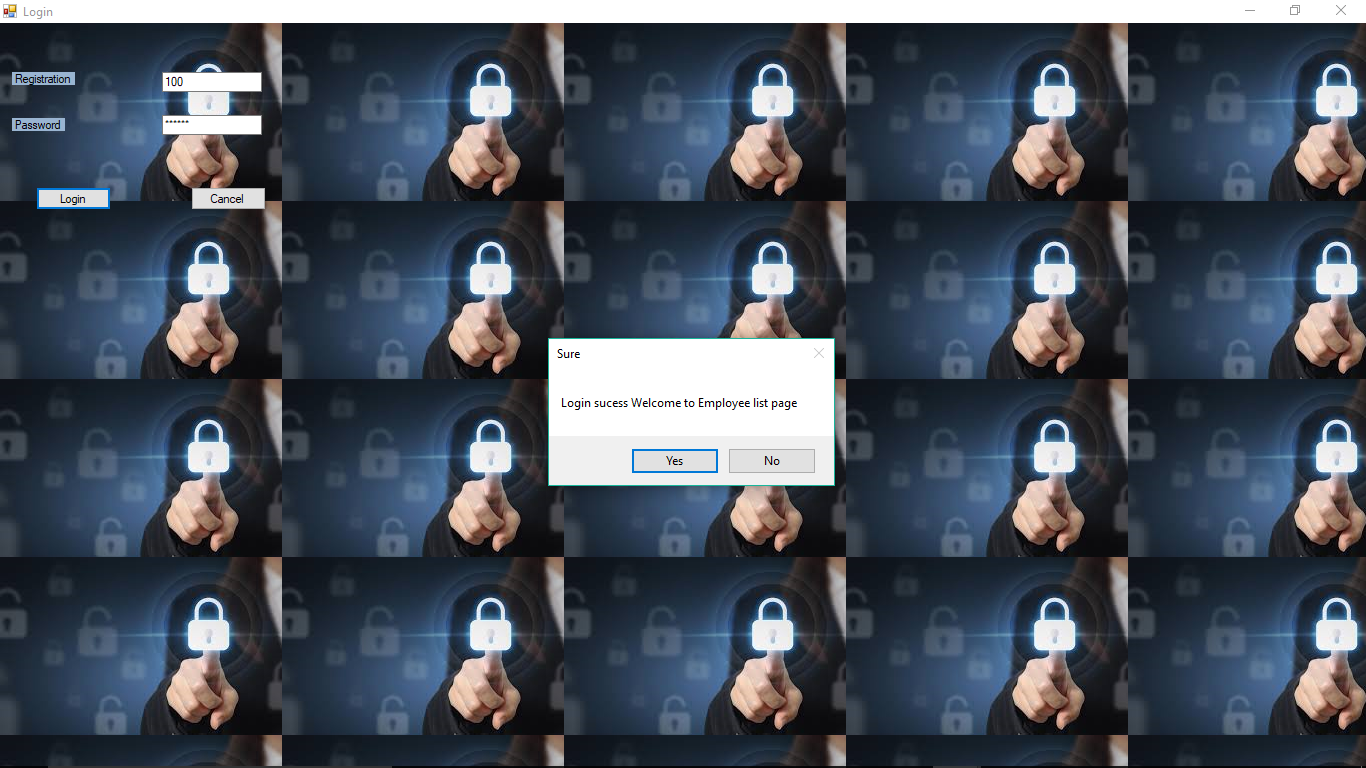 Login
Registration
100
Password
******
Login
Cancel
Sure
Login sucess Welcome to Employee list page
Yes
No